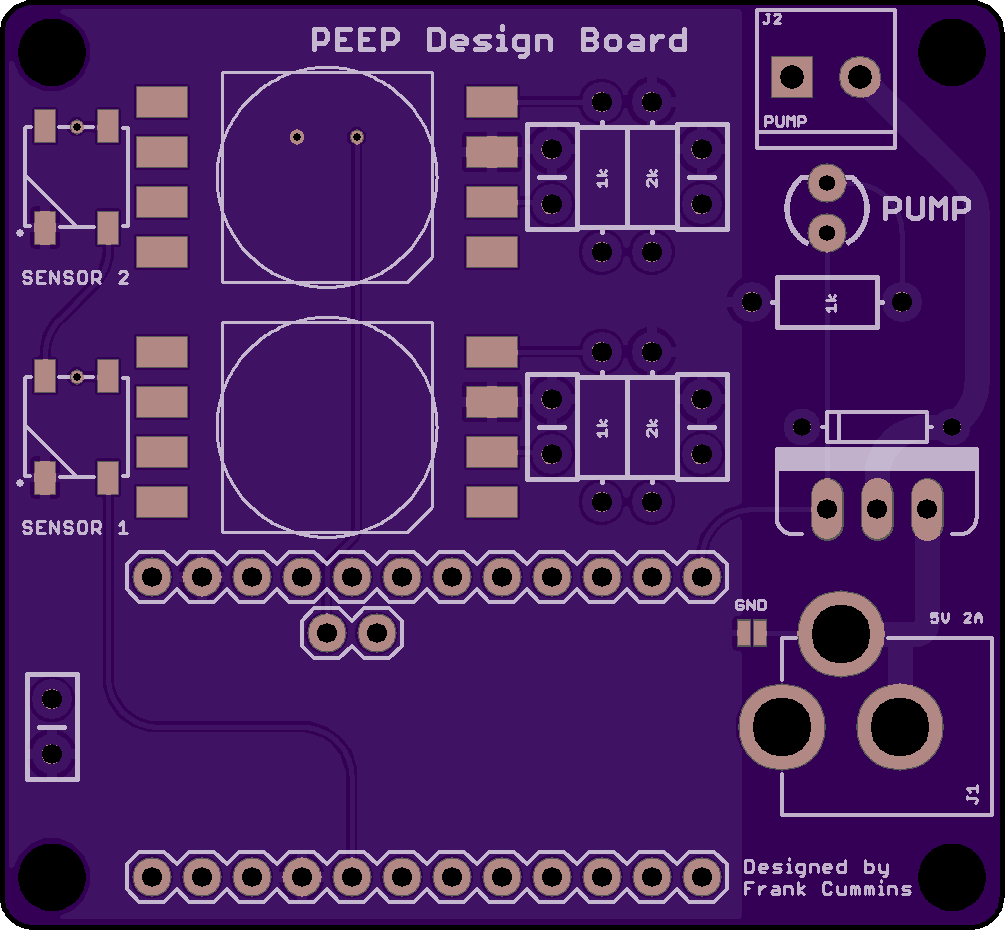 PEEP Design Board
J2
PUMP
1k
2k
PUMP
SENSOR 2
1k
1k
2k
SENSOR 1
GND
5V 2A
J1
Designed by
Frank Cummins